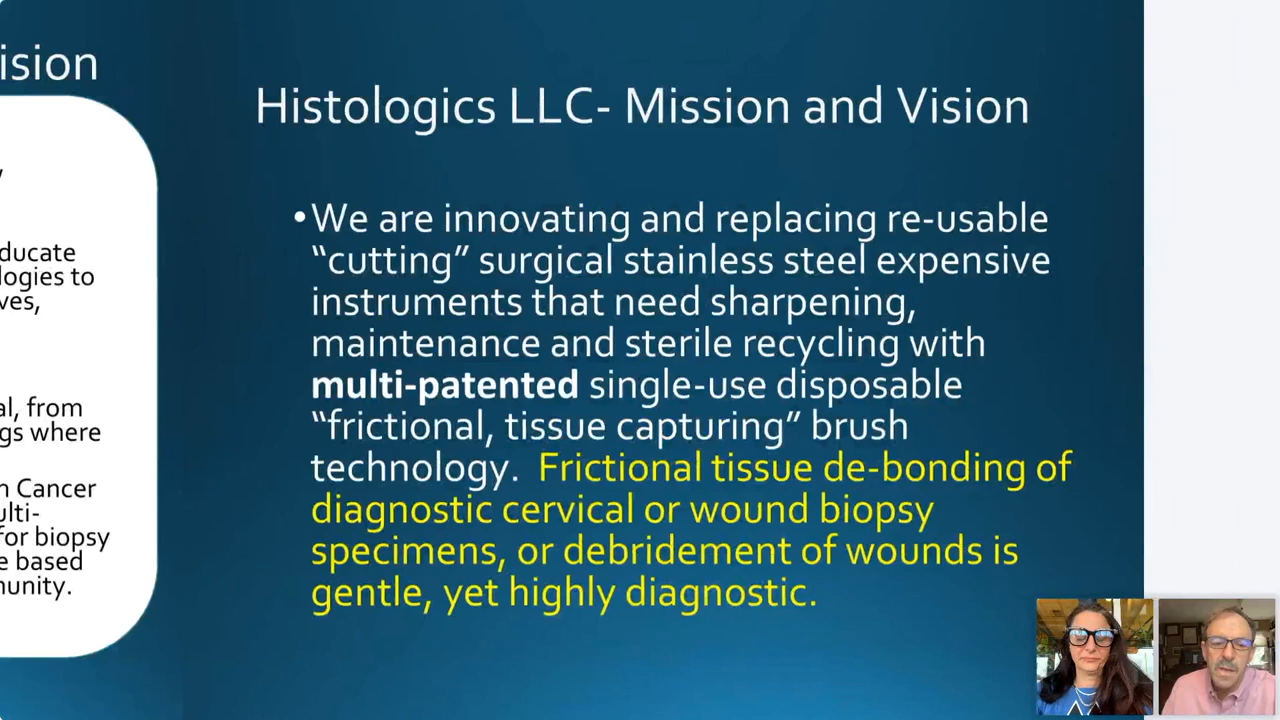 ision
ducate
logies to
ves,
al, from
gs where
n Cancer
ulti-
for biopsy
e based
nunity.
Histologics LLC- Mission and Vision
•We are innovating and replacing re-usable
“cutting” surgical stainless steel expensive
instruments that need sharpening,
maintenance and sterile recycling with
multi-patented single-use disposable
“frictional, tissue capturing” brush
technology. Frictional tissue de-bonding of
diagnostic cervical or wound biopsy
specimens, or debridement of wounds is
gentle, yet highly diagnostic.